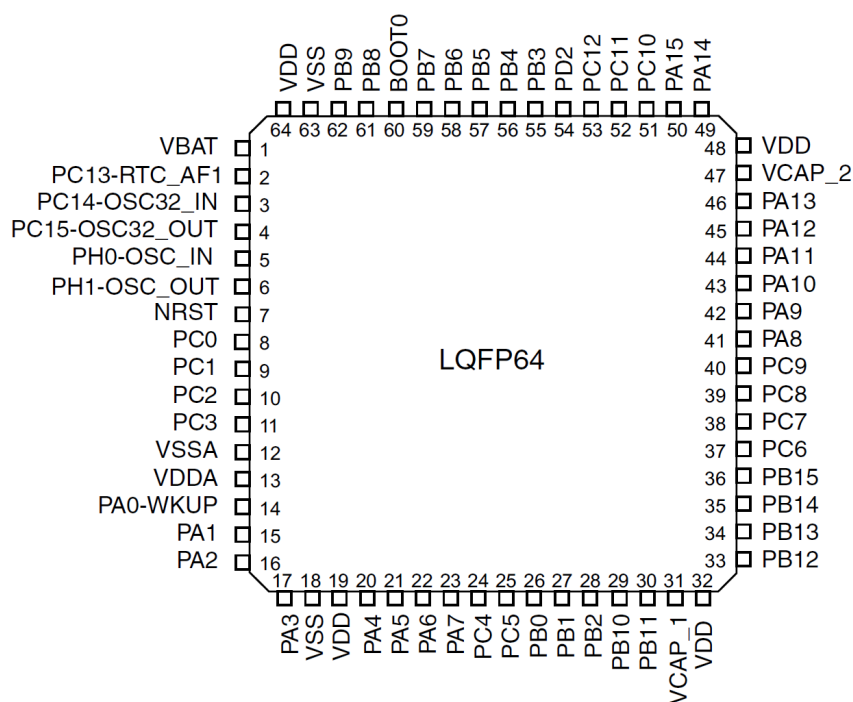 VDD VSS PB9 PB8 BOOT0 PB7 PB6 PB5 PB4 PB3 PD2 PC12 PC11 PC10 PA15 PA14
64 63 62 61 60 59 58 57 56 55 54 53 52 51 50 49
VBAT 1
PC13-RTC_AF1 2
PC14-OSC32_IN 3
PC15-OSC32_OUT 4
PH0-OSC_IN 5
PH1-OSC_OUT 6
NRST 7
PC0 8
PC1 9
PC2 10
PC3 11
VSSA 12
VDDA 13
PA0-WKUP 14
PA1 15
PA2 16
LQFP64
48 VDD
47 VCAP_2
46 PA13
45 PA12
44 PA11
43 PA10
42 PA9
41 PA8
40 PC9
39 PC8
38 PC7
37 PC6
36 PB15
35 PB14
34 PB13
33 PB12
17 18 19 20 21 22 23 24 25 26 27 28 29 30 31 32
PA3 VSS VDD PA4 PA5 PA6 PA7 PC4 PC5 PB0 PB1 PB2 PB10 PB11 VCAP_1 VDD